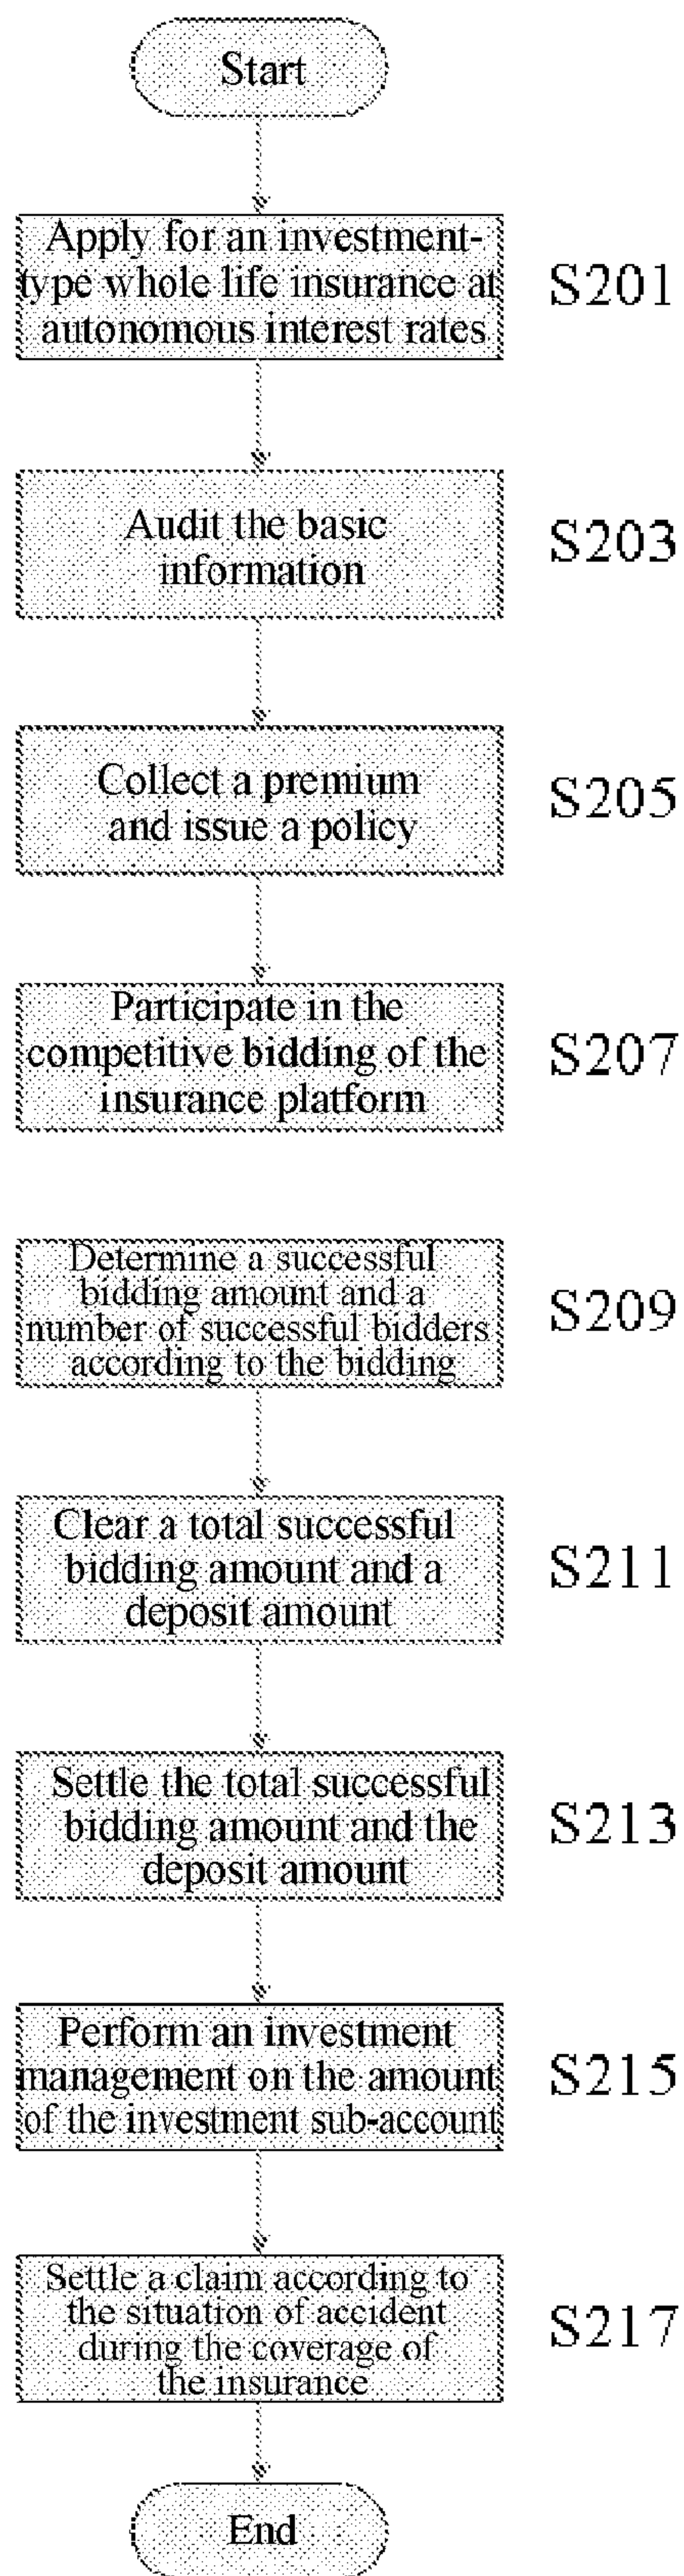 Start
Apply for an investment-
type whole life insurance at
autonomous interest rates
S201
Audit the basic
information
S203
Collect a premium
and issue a policy
S205
Participate in the
competitive bidding of the
insurance platform
S207
Determine a successful
bidding amount and a
number of successful bidders
according to the bidding
S209
Clear a total successful
bidding amount and a
deposit amount
S211
Settle the total successful
bidding amount and the
deposit amount
S213
Perform an investment
management on the amount
of the investment sub-account
S215
Settle a claim according to
the situation of accident
during the coverage of
the insurance
S217
End